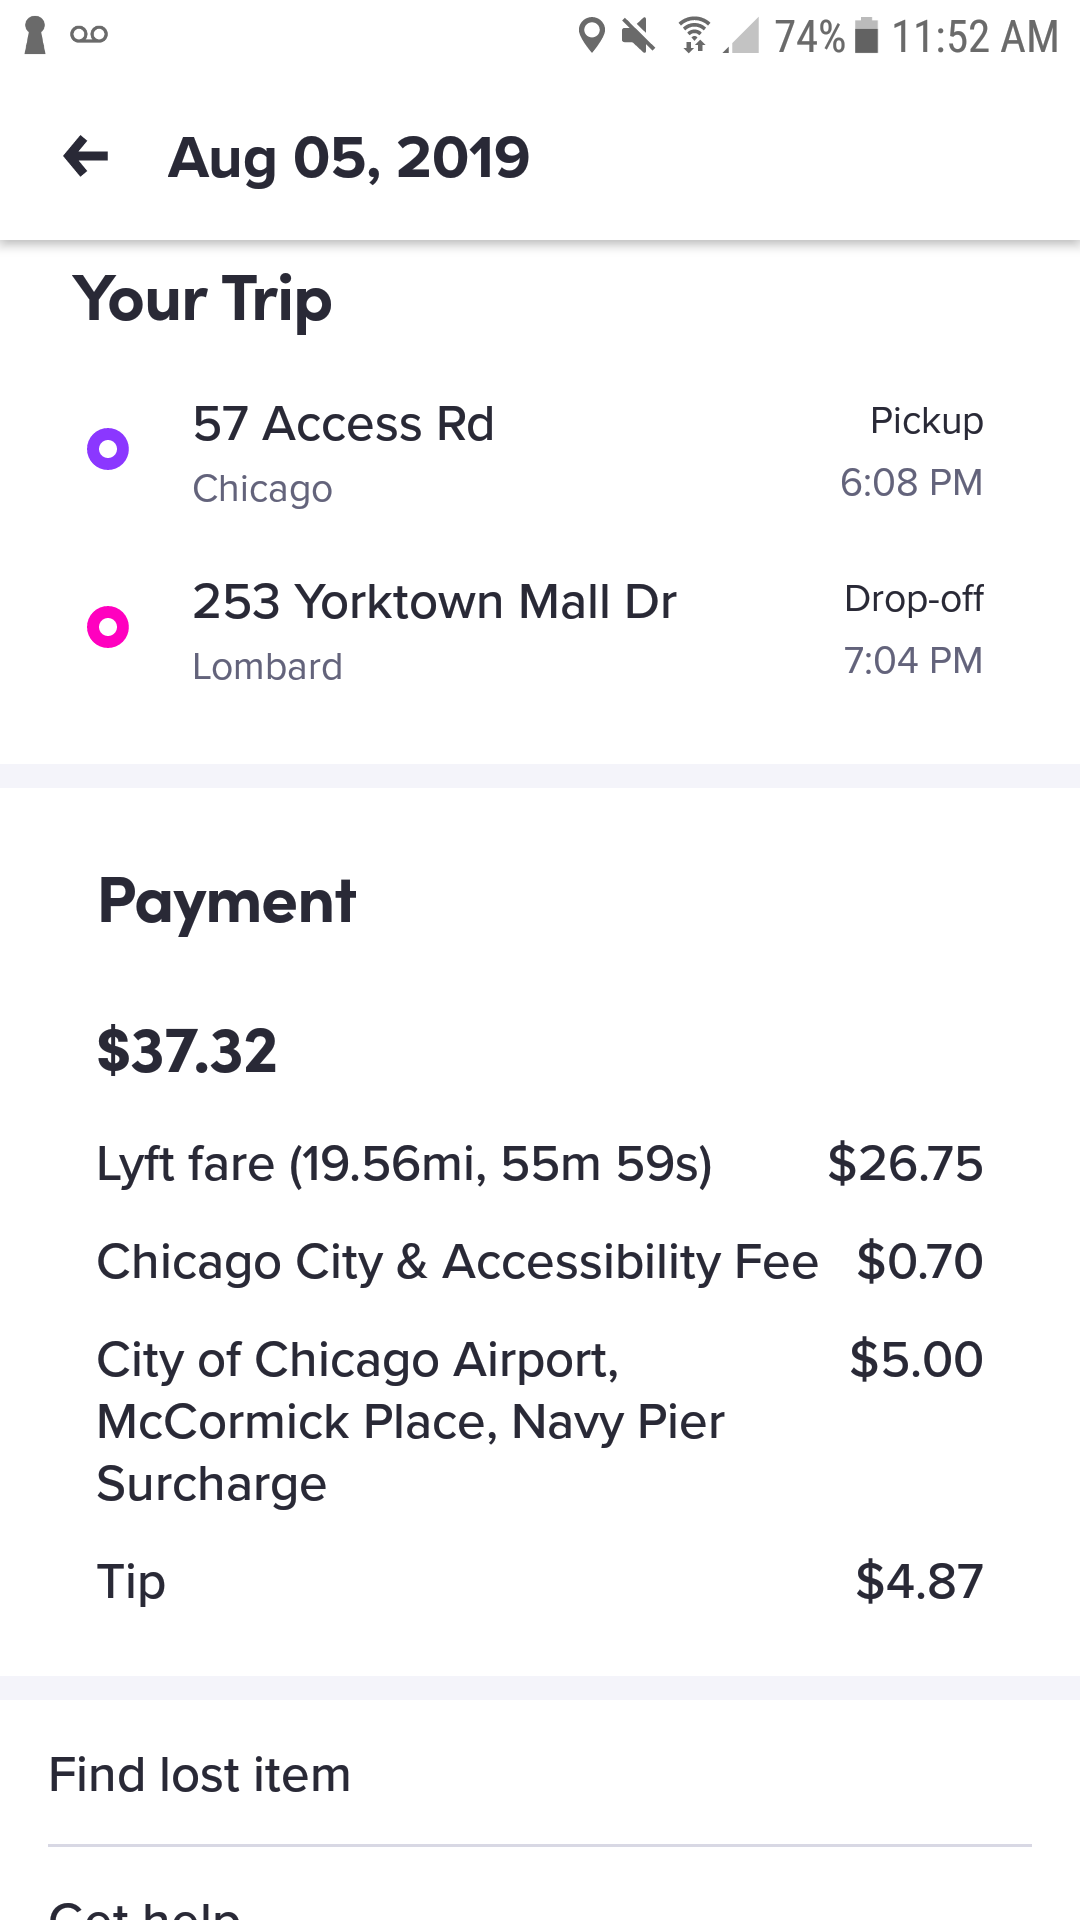 74% 11:52 AM
Aug 05, 2019
Your Trip
57 Access Rd Pickup
Chicago 6:08 PM
253 Yorktown Mall Dr Drop-off
Lombard 7:04 PM
Payment
$37.32
Lyft fare (19.56mi, 55m 59s) $26.75
Chicago City & Accessibility Fee $0.70
City of Chicago Airport, $5.00
McCormick Place, Navy Pier
Surcharge
Tip $4.87
Find lost item
Get help